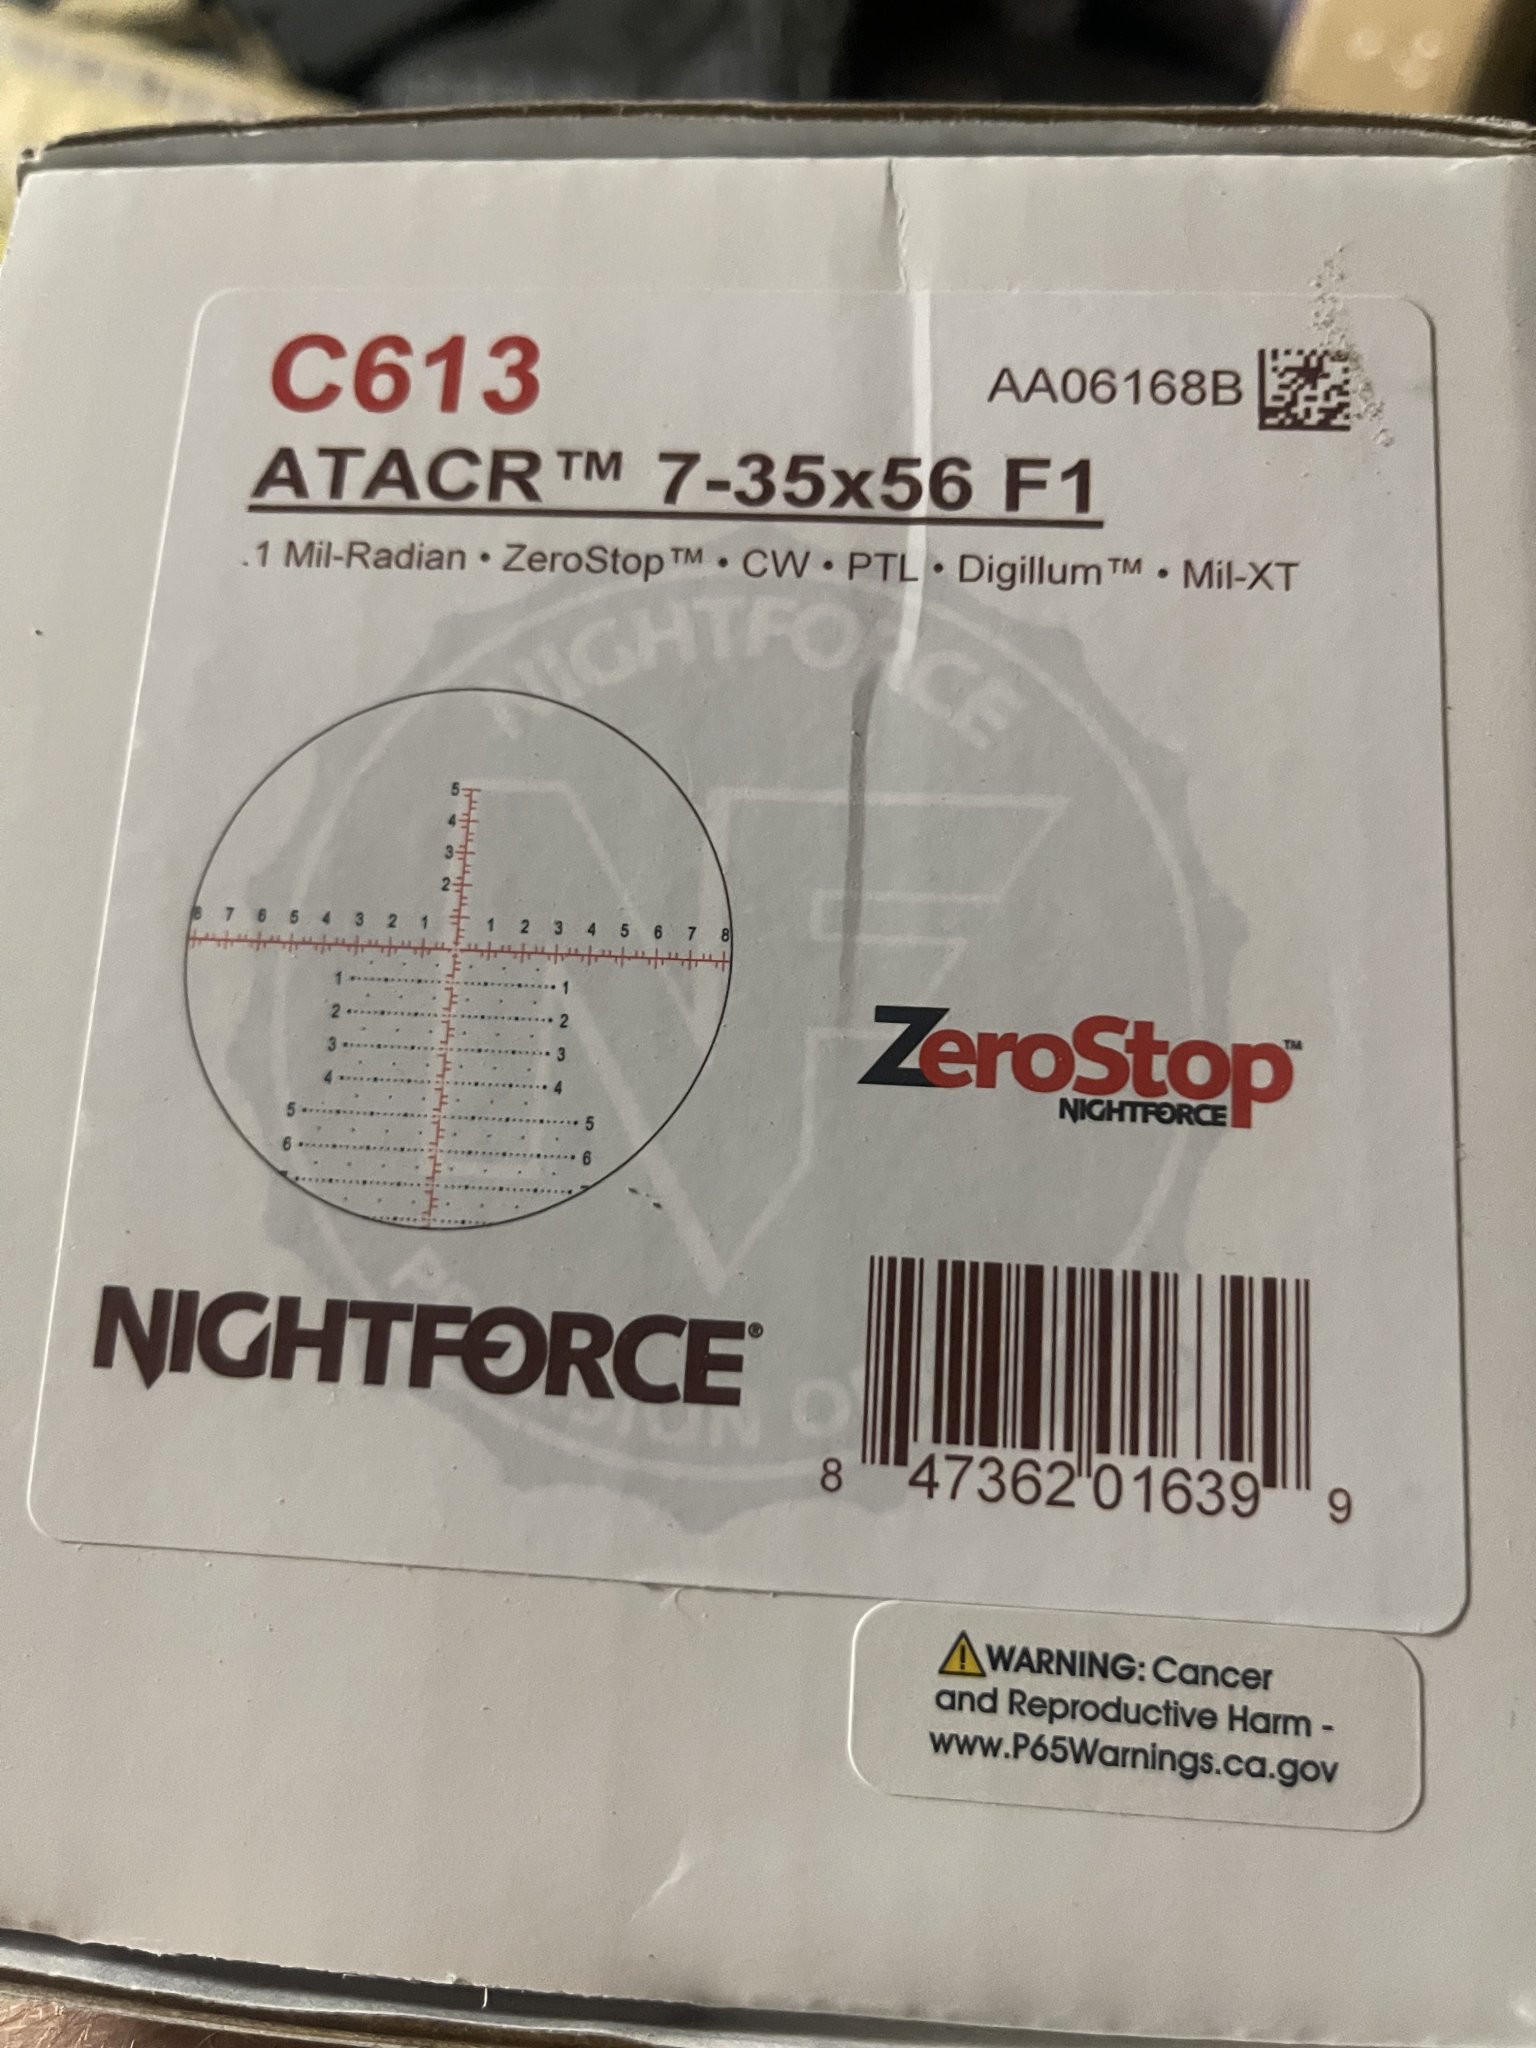 C613
AA06168B
ATACR™ 7-35x56 F1
.1 Mil-Radian • ZeroStop™ • CW • PTL • Digillum™ • Mil-XT
NIGHTFORCE
NF
5
4
3
2
8 7 6 5 4 3 2 1 1 2 3 4 5 6 7 8
1 1
2 2
3 3
4 4
5 5
6 6
ZeroStop™
NIGHTFORCE
NIGHTFORCE®
8 47362 01639 9
WARNING: Cancer
and Reproductive Harm -
www.P65Warnings.ca.gov